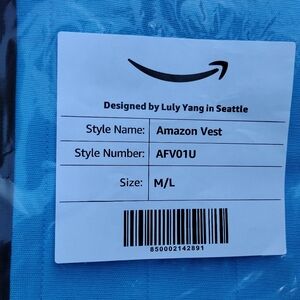 Designed by Luly Yang in Seattle
Style Name: Amazon Vest
Style Number: AFV01U
Size: M/L
850002142891